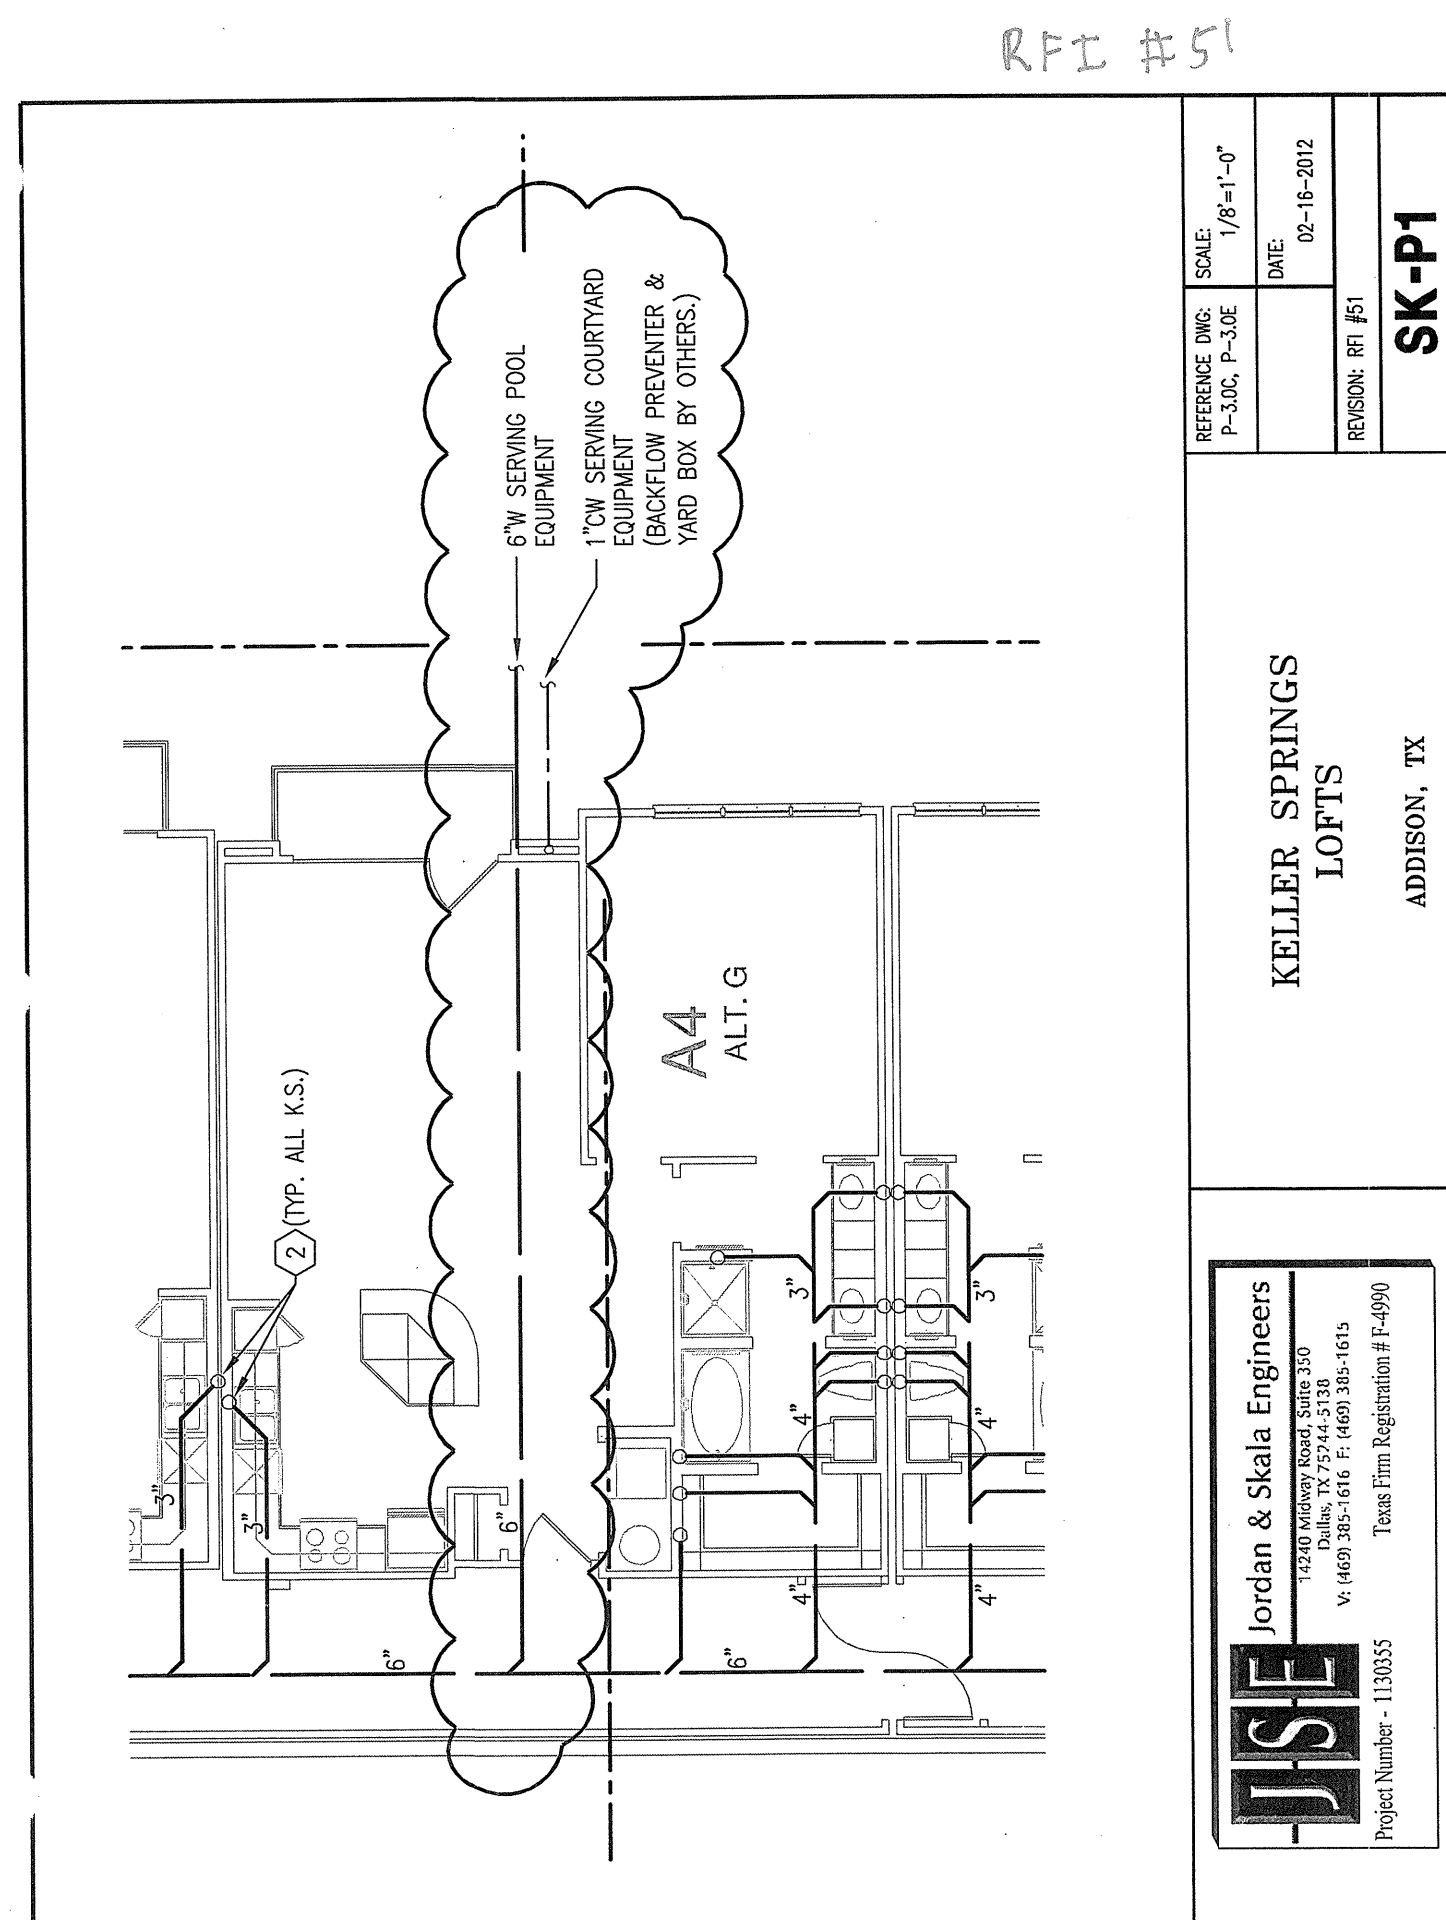 RFI #51
6"W SERVING POOL
EQUIPMENT
1"CW SERVING COURTYARD
EQUIPMENT
(BACKFLOW PREVENTER &
YARD BOX BY OTHERS.)
2
(TYP. ALL K.S.)
A4
ALT. G
3"
3"
6"
6"
6"
3"
4"
4"
3"
4"
4"
REFERENCE DWG:
P-3.0C, P-3.0E
SCALE:
1/8"=1'-0"
DATE:
02-16-2012
REVISION: RFI #51
SK-P1
KELLER SPRINGS
LOFTS
ADDISON, TX
JSE
Jordan & Skala Engineers
14240 Midway Road, Suite 350
Dallas, TX 75244-5138
V: (469) 385-1616 F: (469) 385-1615
Project Number - 1130355
Texas Firm Registration # F-4990